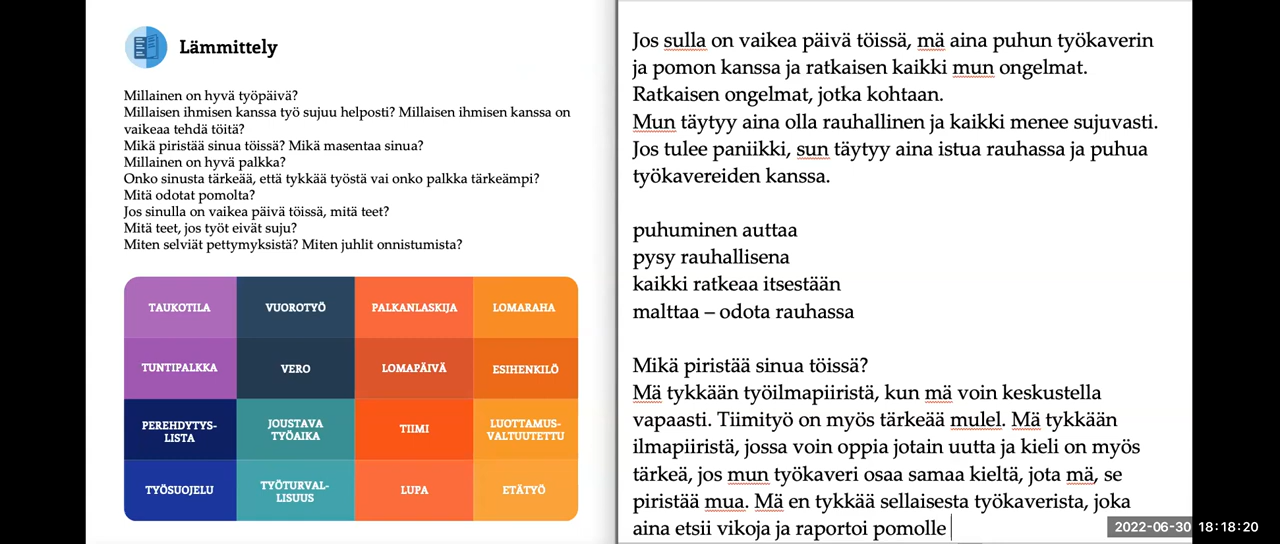 Lämmittely
Millainen on hyvä työpäivä?
Millaisen ihmisen kanssa työ sujuu helposti? Millaisen ihmisen kanssa on
vaikeaa tehdä töitä?
Mikä piristää sinua töissä? Mikä masentaa sinua?
Millainen on hyvä palkka?
Onko sinusta tärkeää, että tykkää työstä vai onko palkka tärkeämpi?
Mitä odotat pomolta?
Jos sinulla on vaikea päivä töissä, mitä teet?
Mitä teet, jos työt eivät suju?
Miten selviät pettymyksistä? Miten juhlit onnistumista?
TAUKOTILA
VUOROTYÖ
PALKANLASKIJA
LOMARAHA
TUNTIPALKKA
VERO
LOMAPÄIVÄ
ESIHENKILÖ
PEREHDYTYS-
LISTA
JOUSTAVA
TYÖAIKA
TIIMI
LUOTTAMUS-
VALTUUTETTU
TYÖSUOJELU
TYÖTURVAL-
LISUUS
LUPA
ETÄTYÖ
Jos sulla on vaikea päivä töissä, mä aina puhun työkaverin
ja pomon kanssa ja ratkaisen kaikki mun ongelmat.
Ratkaisen ongelmat, jotka kohtaan.
Mun täytyy aina olla rauhallinen ja kaikki menee sujuvasti.
Jos tulee paniikki, sun täytyy aina istua rauhassa ja puhua
työkavereiden kanssa.
puhuminen auttaa
pysy rauhallisena
kaikki ratkeaa itsestään
malttaa – odota rauhassa
Mikä piristää sinua töissä?
Mä tykkään työilmapiiristä, kun mä voin keskustella
vapaasti. Tiimityö on myös tärkeää mulel. Mä tykkään
ilmapiiristä, jossa voin oppia jotain uutta ja kieli on myös
tärkeä, jos mun työkaveri osaa samaa kieltä, jota mä, se
piristää mua. Mä en tykkää sellaisesta työkaverista, joka
aina etsii vikoja ja raportoi pomolle
2022-06-30 18:18:20